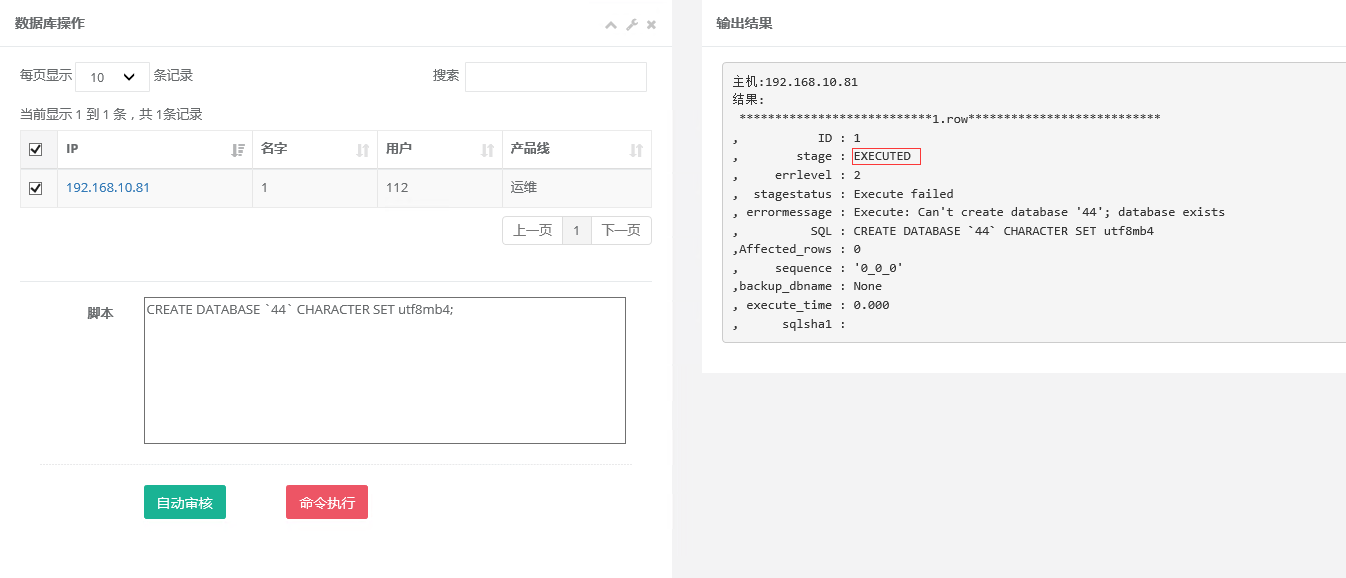 数据库操作
每页显示 10 条记录 搜索
当前显示 1 到 1 条，共 1条记录
IP 名字 用户 产品线
192.168.10.81 1 112 运维
上一页 1 下一页
脚本 CREATE DATABASE `44` CHARACTER SET utf8mb4;
自动审核 命令执行
输出结果
主机:192.168.10.81
结果:
***************************1.row***************************
, ID : 1
, stage : EXECUTED
, errlevel : 2
, stagestatus : Execute failed
, errormessage : Execute: Can't create database '44'; database exists
, SQL : CREATE DATABASE `44` CHARACTER SET utf8mb4
,Affected_rows : 0
, sequence : '0_0_0'
,backup_dbname : None
, execute_time : 0.000
, sqlsha1 :